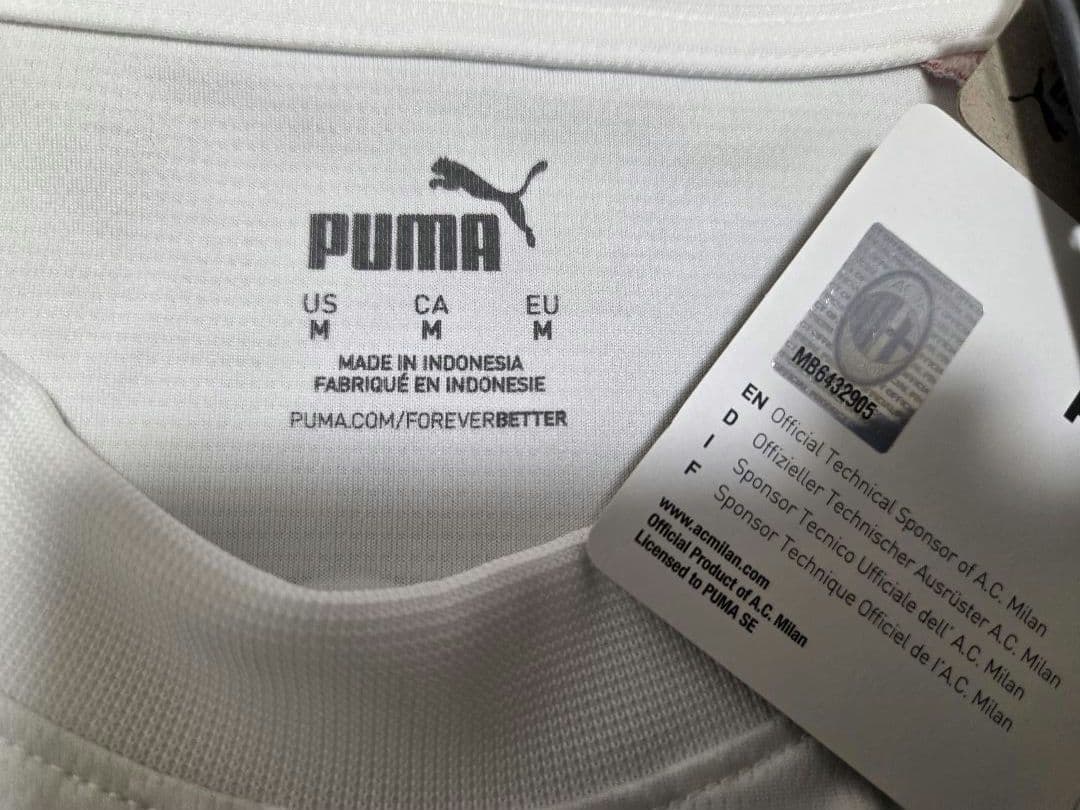 PUMA
US CA EU
M M M
MADE IN INDONESIA
FABRIQUÉ EN INDONESIE
PUMA.COM/FOREVERBETTER
MB6432905
EN Official Technical Sponsor of A.C. Milan
D Offizieller Technischer Ausrüster A.C. Milan
I Sponsor Tecnico Ufficiale dell' A.C. Milan
F Sponsor Technique Officiel de l'A.C. Milan
www.acmilan.com
Official Product of A.C. Milan
Licensed to PUMA SE